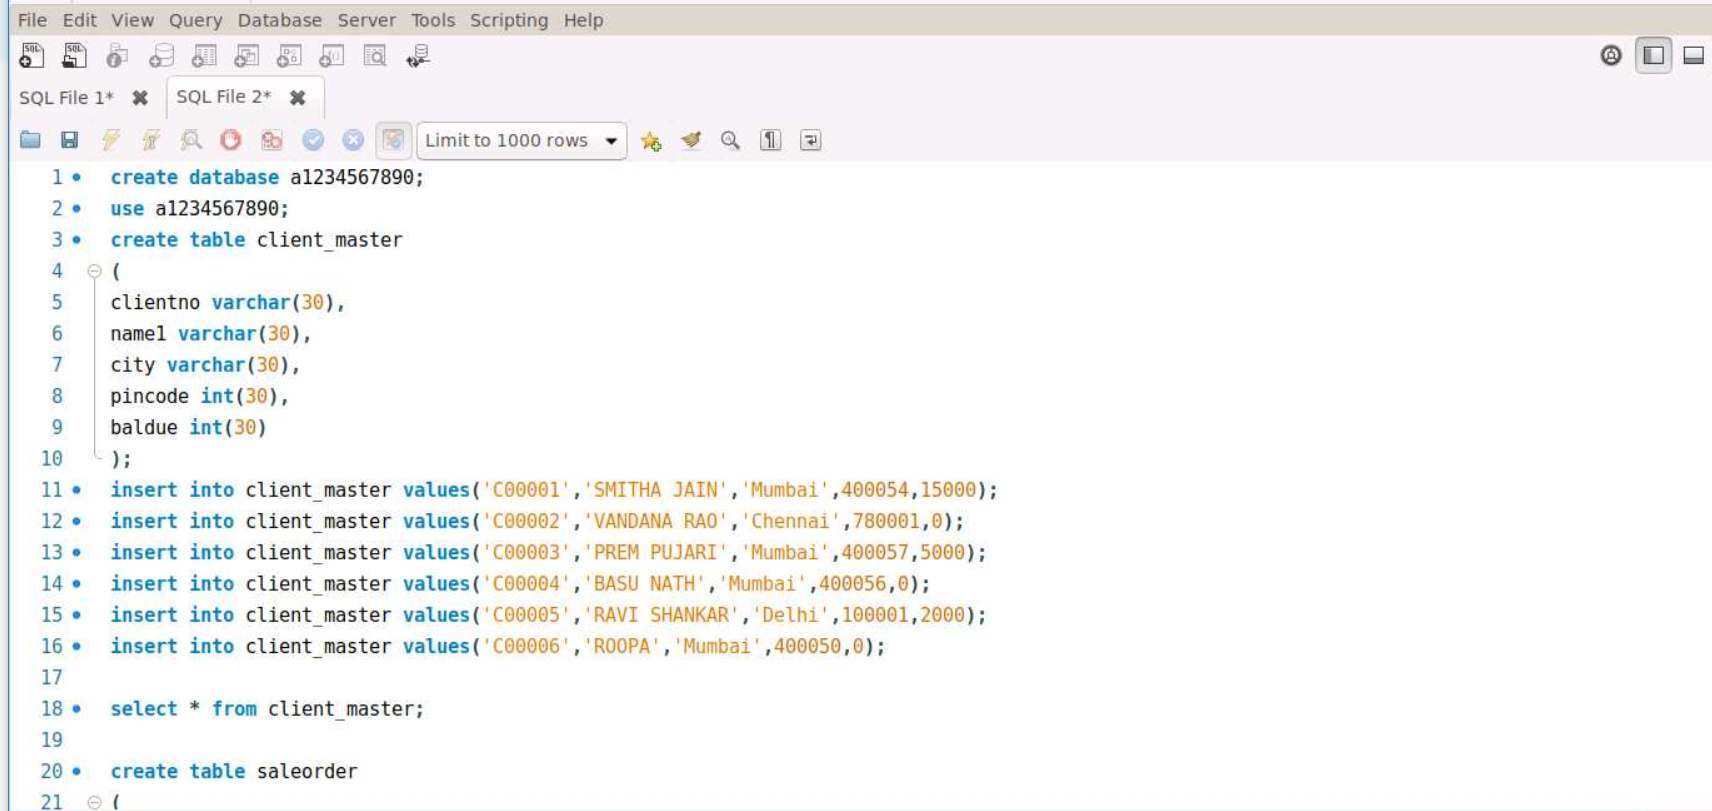 File Edit View Query Database Server Tools Scripting Help
SQL File 1* SQL File 2*
Limit to 1000 rows
1 create database a1234567890;
2 use a1234567890;
3 create table client_master
4 (
5 clientno varchar(30),
6 name1 varchar(30),
7 city varchar(30),
8 pincode int(30),
9 baldue int(30)
10 );
11 insert into client_master values('C00001','SMITHA JAIN','Mumbai',400054,15000);
12 insert into client_master values('C00002','VANDANA RAO','Chennai',780001,0);
13 insert into client_master values('C00003','PREM PUJARI','Mumbai',400057,5000);
14 insert into client_master values('C00004','BASU NATH','Mumbai',400056,0);
15 insert into client_master values('C00005','RAVI SHANKAR','Delhi',100001,2000);
16 insert into client_master values('C00006','ROOPA','Mumbai',400050,0);
17
18 select * from client_master;
19
20 create table saleorder
21 (